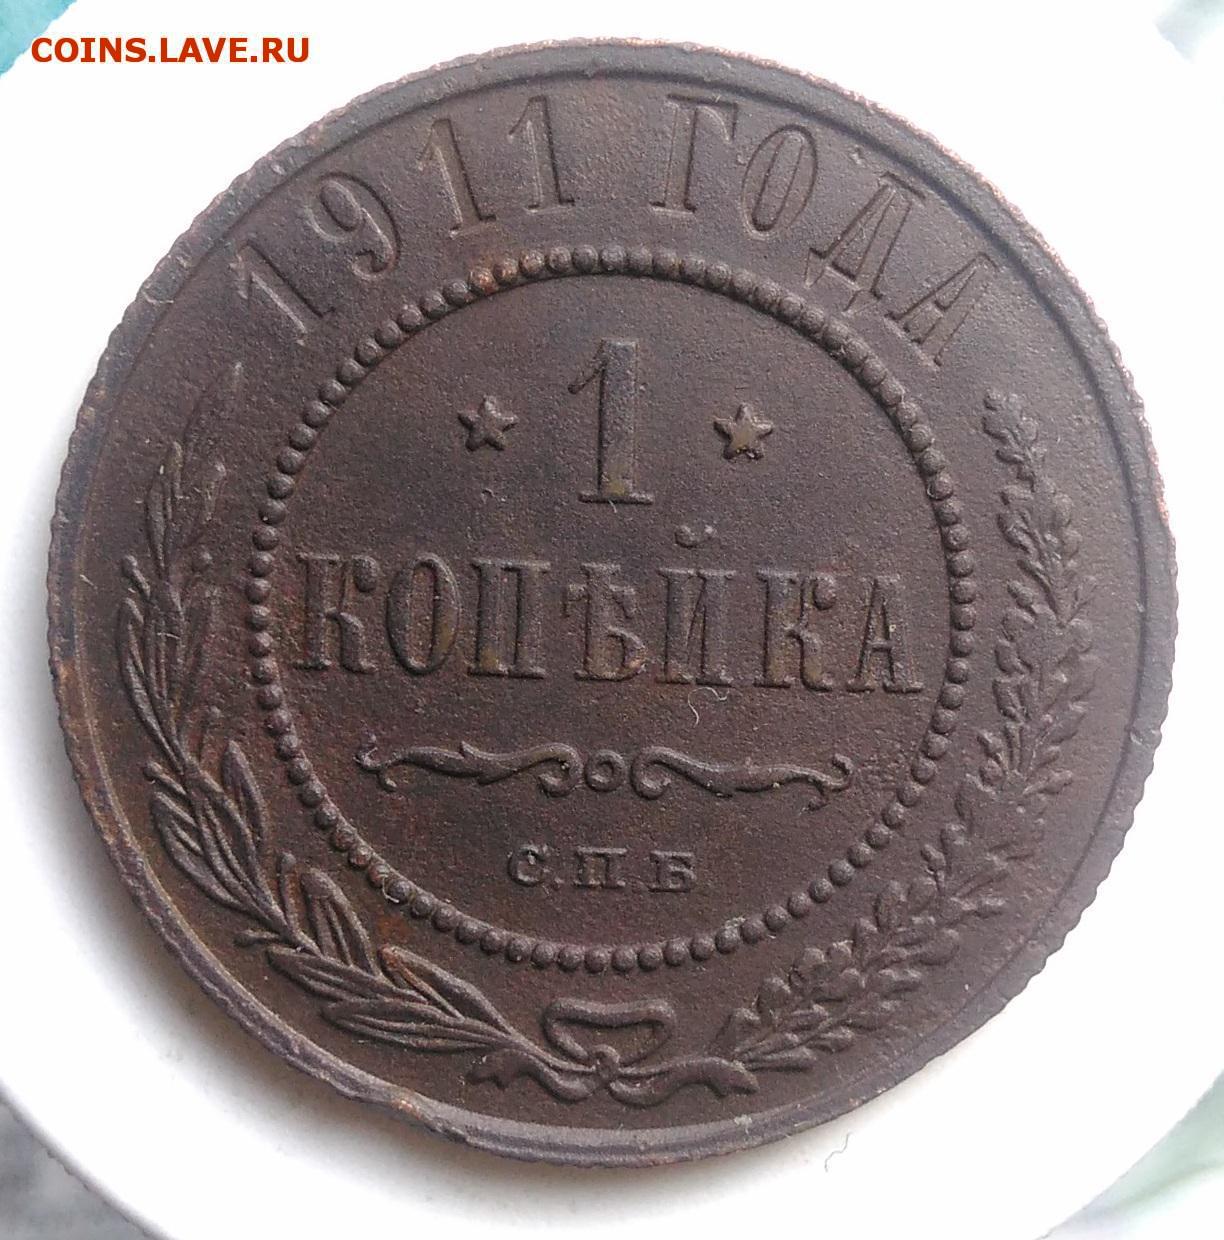 COINS.LAVE.RU
1911 ГОДА
1
КОПѢЙКА
С.П.Б